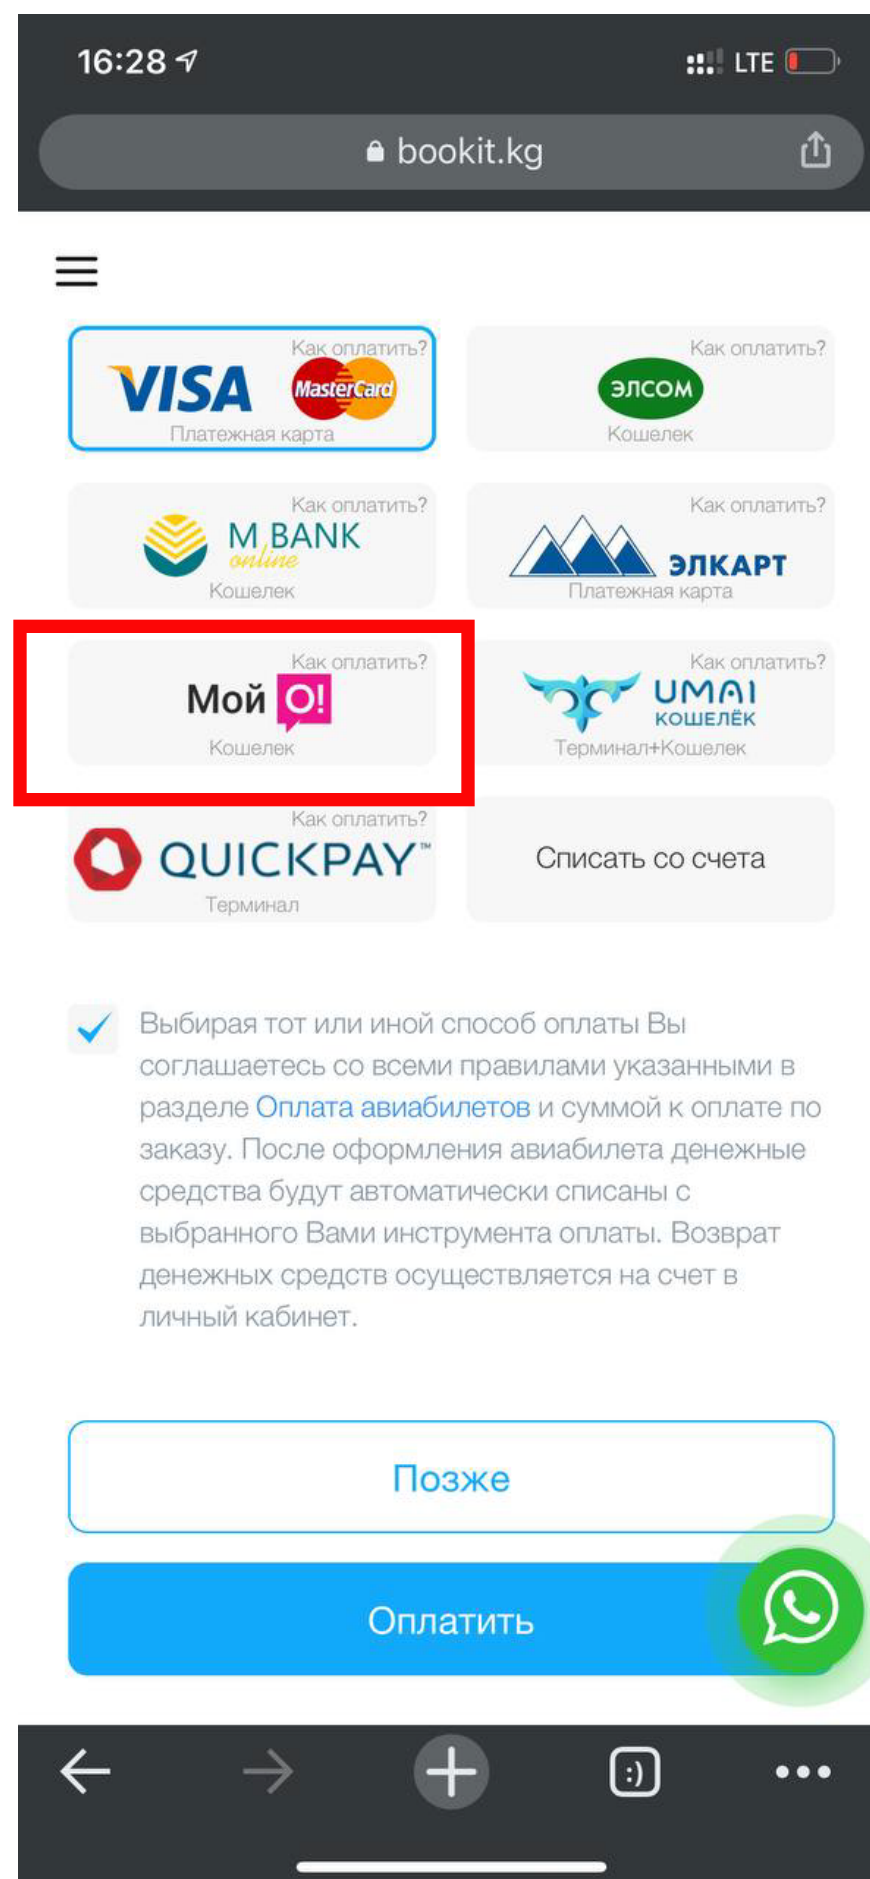 16:28
LTE
bookit.kg
Как оплатить?
VISA MasterCard
Платежная карта
Как оплатить?
элсом
Кошелек
Как оплатить?
M BANK
online
Кошелек
Как оплатить?
ЭЛКАРТ
Платежная карта
Как оплатить?
Мой О!
Кошелек
Как оплатить?
UMAI
КОШЕЛЁК
Терминал+Кошелек
Как оплатить?
QUICKPAY™
Терминал
Списать со счета
Выбирая тот или иной способ оплаты Вы
соглашаетесь со всеми правилами указанными в
разделе Оплата авиабилетов и суммой к оплате по
заказу. После оформления авиабилета денежные
средства будут автоматически списаны с
выбранного Вами инструмента оплаты. Возврат
денежных средств осуществляется на счет в
личный кабинет.
Позже
Оплатить
:)